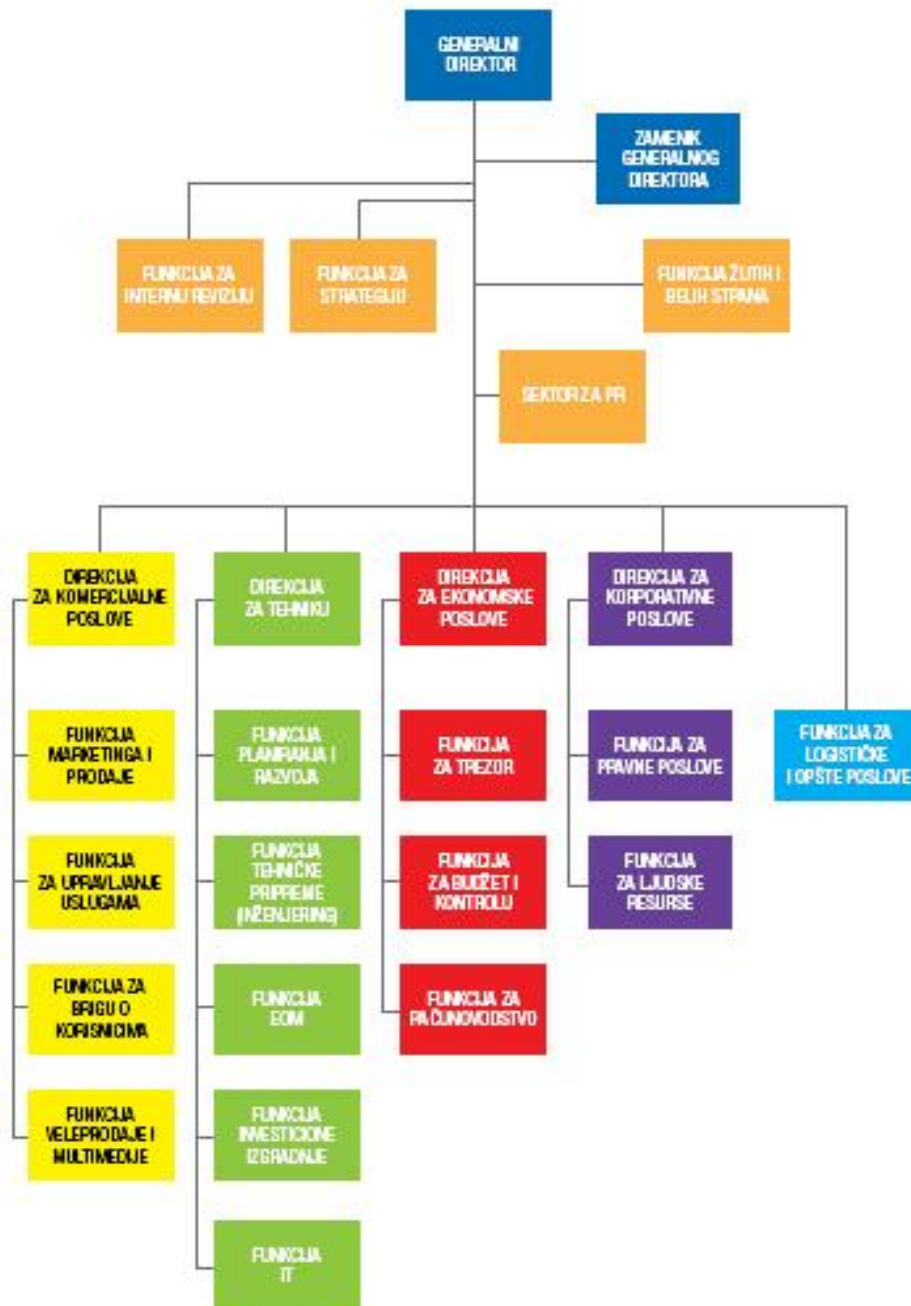 GENERALNI
DIREKTOR
ZAMENIK
GENERALNOG
DIREKTORA
FUNKCIJA ZA
INTERNU REVIZIJU
FUNKCIJA ZA
STRATEGIJU
FUNKCIJA ŽUTIH I
BELIH STRANA
SEKTOR ZA PR
DIREKCIJA
ZA KOMERCIJALNE
POSLOVE
DIREKCIJA
ZA TEHNIKU
DIREKCIJA
ZA EKONOMSKE
POSLOVE
DIREKCIJA ZA
KORPORATIVNE
POSLOVE
FUNKCIJA
MARKETINGA I
PRODAJE
FUNKCIJA
PLANIRANJA I
RAZVOJA
FUNKCIJA
ZA TREZOR
FUNKCIJA ZA
PRAVNE POSLOVE
FUNKCIJA ZA
LOGISTIČKE
I OPŠTE POSLOVE
FUNKCIJA
ZA UPRAVLJANJE
USLUGAMA
FUNKCIJA
TEHNIČKE
PRIPREME
(INŽENJERING)
FUNKCIJA
ZA BUDŽET I
KONTROLU
FUNKCIJA
ZA LJUDSKE
RESURSE
FUNKCIJA ZA
BRIGU O
KORISNICIMA
FUNKCIJA
EOM
FUNKCIJA ZA
RAČUNOVODSTVO
FUNKCIJA
VELEPRODAJE I
MULTIMEDIJE
FUNKCIJA
INVESTICIONE
IZGRADNJE
FUNKCIJA
IT